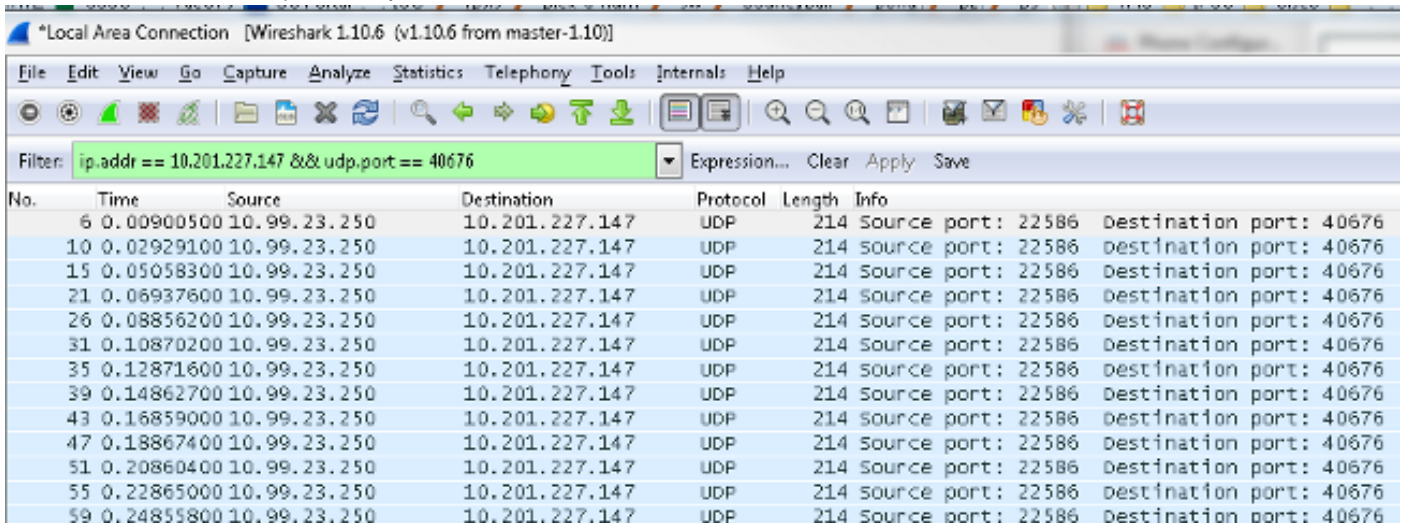 *Local Area Connection [Wireshark 1.10.6 (v1.10.6 from master-1.10)]
File Edit View Go Capture Analyze Statistics Telephony Tools Internals Help
Filter: ip.addr == 10.201.227.147 && udp.port == 40676 Expression... Clear Apply Save
No. Time Source Destination Protocol Length Info
6 0.00900500 10.99.23.250 10.201.227.147 UDP 214 Source port: 22586 Destination port: 40676
10 0.02929100 10.99.23.250 10.201.227.147 UDP 214 Source port: 22586 Destination port: 40676
15 0.05058300 10.99.23.250 10.201.227.147 UDP 214 Source port: 22586 Destination port: 40676
21 0.06937600 10.99.23.250 10.201.227.147 UDP 214 Source port: 22586 Destination port: 40676
26 0.08856200 10.99.23.250 10.201.227.147 UDP 214 Source port: 22586 Destination port: 40676
31 0.10870200 10.99.23.250 10.201.227.147 UDP 214 Source port: 22586 Destination port: 40676
35 0.12871600 10.99.23.250 10.201.227.147 UDP 214 Source port: 22586 Destination port: 40676
39 0.14862700 10.99.23.250 10.201.227.147 UDP 214 Source port: 22586 Destination port: 40676
43 0.16859000 10.99.23.250 10.201.227.147 UDP 214 Source port: 22586 Destination port: 40676
47 0.18867400 10.99.23.250 10.201.227.147 UDP 214 Source port: 22586 Destination port: 40676
51 0.20860400 10.99.23.250 10.201.227.147 UDP 214 Source port: 22586 Destination port: 40676
55 0.22865000 10.99.23.250 10.201.227.147 UDP 214 Source port: 22586 Destination port: 40676
59 0.24855800 10.99.23.250 10.201.227.147 UDP 214 Source port: 22586 Destination port: 40676